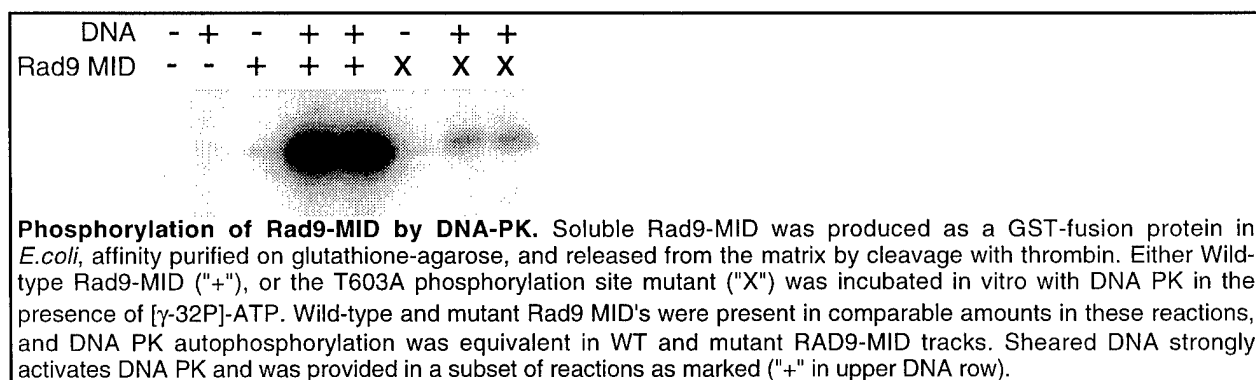 DNA - + - + + - + +
Rad9 MID - - + + + X X X
Phosphorylation of Rad9-MID by DNA-PK. Soluble Rad9-MID was produced as a GST-fusion protein in
E.coli, affinity purified on glutathione-agarose, and released from the matrix by cleavage with thrombin. Either Wild-
type Rad9-MID ("+"), or the T603A phosphorylation site mutant ("X") was incubated in vitro with DNA PK in the
presence of [γ-32P]-ATP. Wild-type and mutant Rad9 MID's were present in comparable amounts in these reactions,
and DNA PK autophosphorylation was equivalent in WT and mutant RAD9-MID tracks. Sheared DNA strongly
activates DNA PK and was provided in a subset of reactions as marked ("+" in upper DNA row).